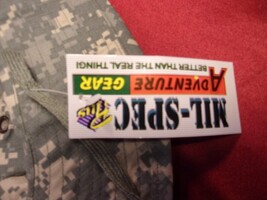 MIL-SPEC
ADVENTURE
GEAR
BETTER THAN THE REAL THING!